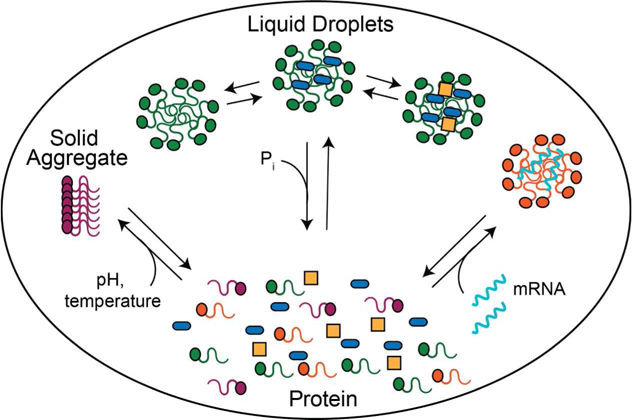 Liquid Droplets
Solid
Aggregate
Pi
pH,
temperature
mRNA
Protein